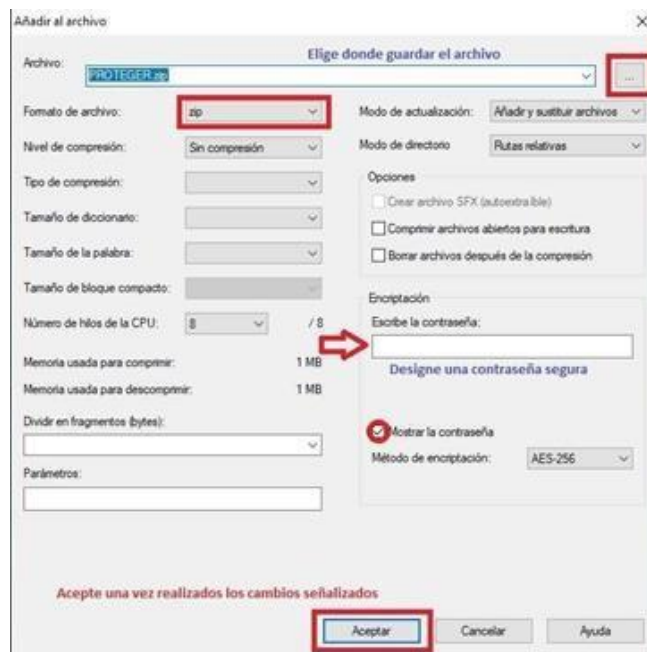 Añadir al archivo
Elige donde guardar el archivo
Archivo:
PROTEGER.zip
...
Formato de archivo: zip
Modo de actualización: Añadir y sustituir archivos
Nivel de compresión: Sin compresión
Modo de directorio Rutas relativas
Tipo de compresión:
Opciones
Crear archivo SFX (autoextraíble)
Tamaño de diccionario:
Comprimir archivos abiertos para escritura
Tamaño de la palabra:
Borrar archivos después de la compresión
Tamaño de bloque compacto:
Encriptación
Número de hilos de la CPU: 8 / 8
Escribe la contraseña:
Memoria usada para comprimir: 1 MB
Designe una contraseña segura
Memoria usada para descomprimir: 1 MB
Dividir en fragmentos (bytes):
Mostrar la contraseña
Método de encriptación: AES-256
Parámetros:
Acepte una vez realizados los cambios señalizados
Aceptar Cancelar Ayuda